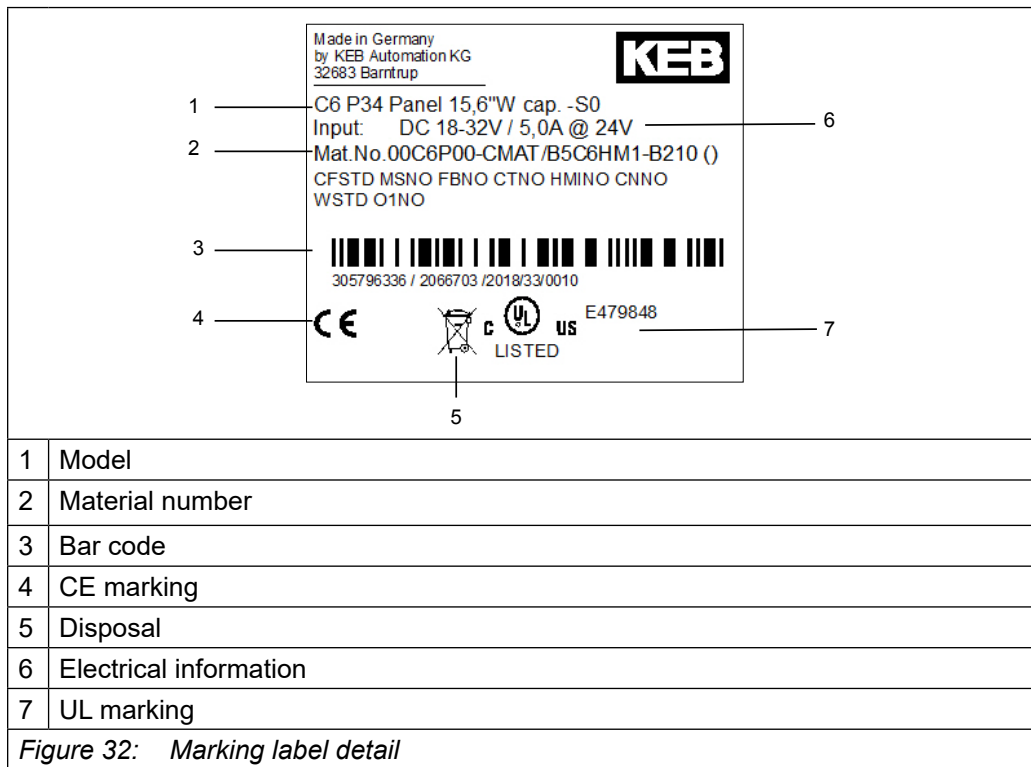 Made in Germany
by KEB Automation KG
32683 Barntrup
KEB
1
C6 P34 Panel 15,6"W cap. -S0
Input: DC 18-32V / 5,0A @ 24V
6
2
Mat.No.00C6P00-CMAT/B5C6HM1-B210 ()
CFSTD MSNO FBNO CTNO HMINO CNNO
WSTD O1NO
3
305796336 / 2066703 /2018/33/0010
4
CE
C UL US
E479848
7
LISTED
5
1 Model
2 Material number
3 Bar code
4 CE marking
5 Disposal
6 Electrical information
7 UL marking
Figure 32: Marking label detail